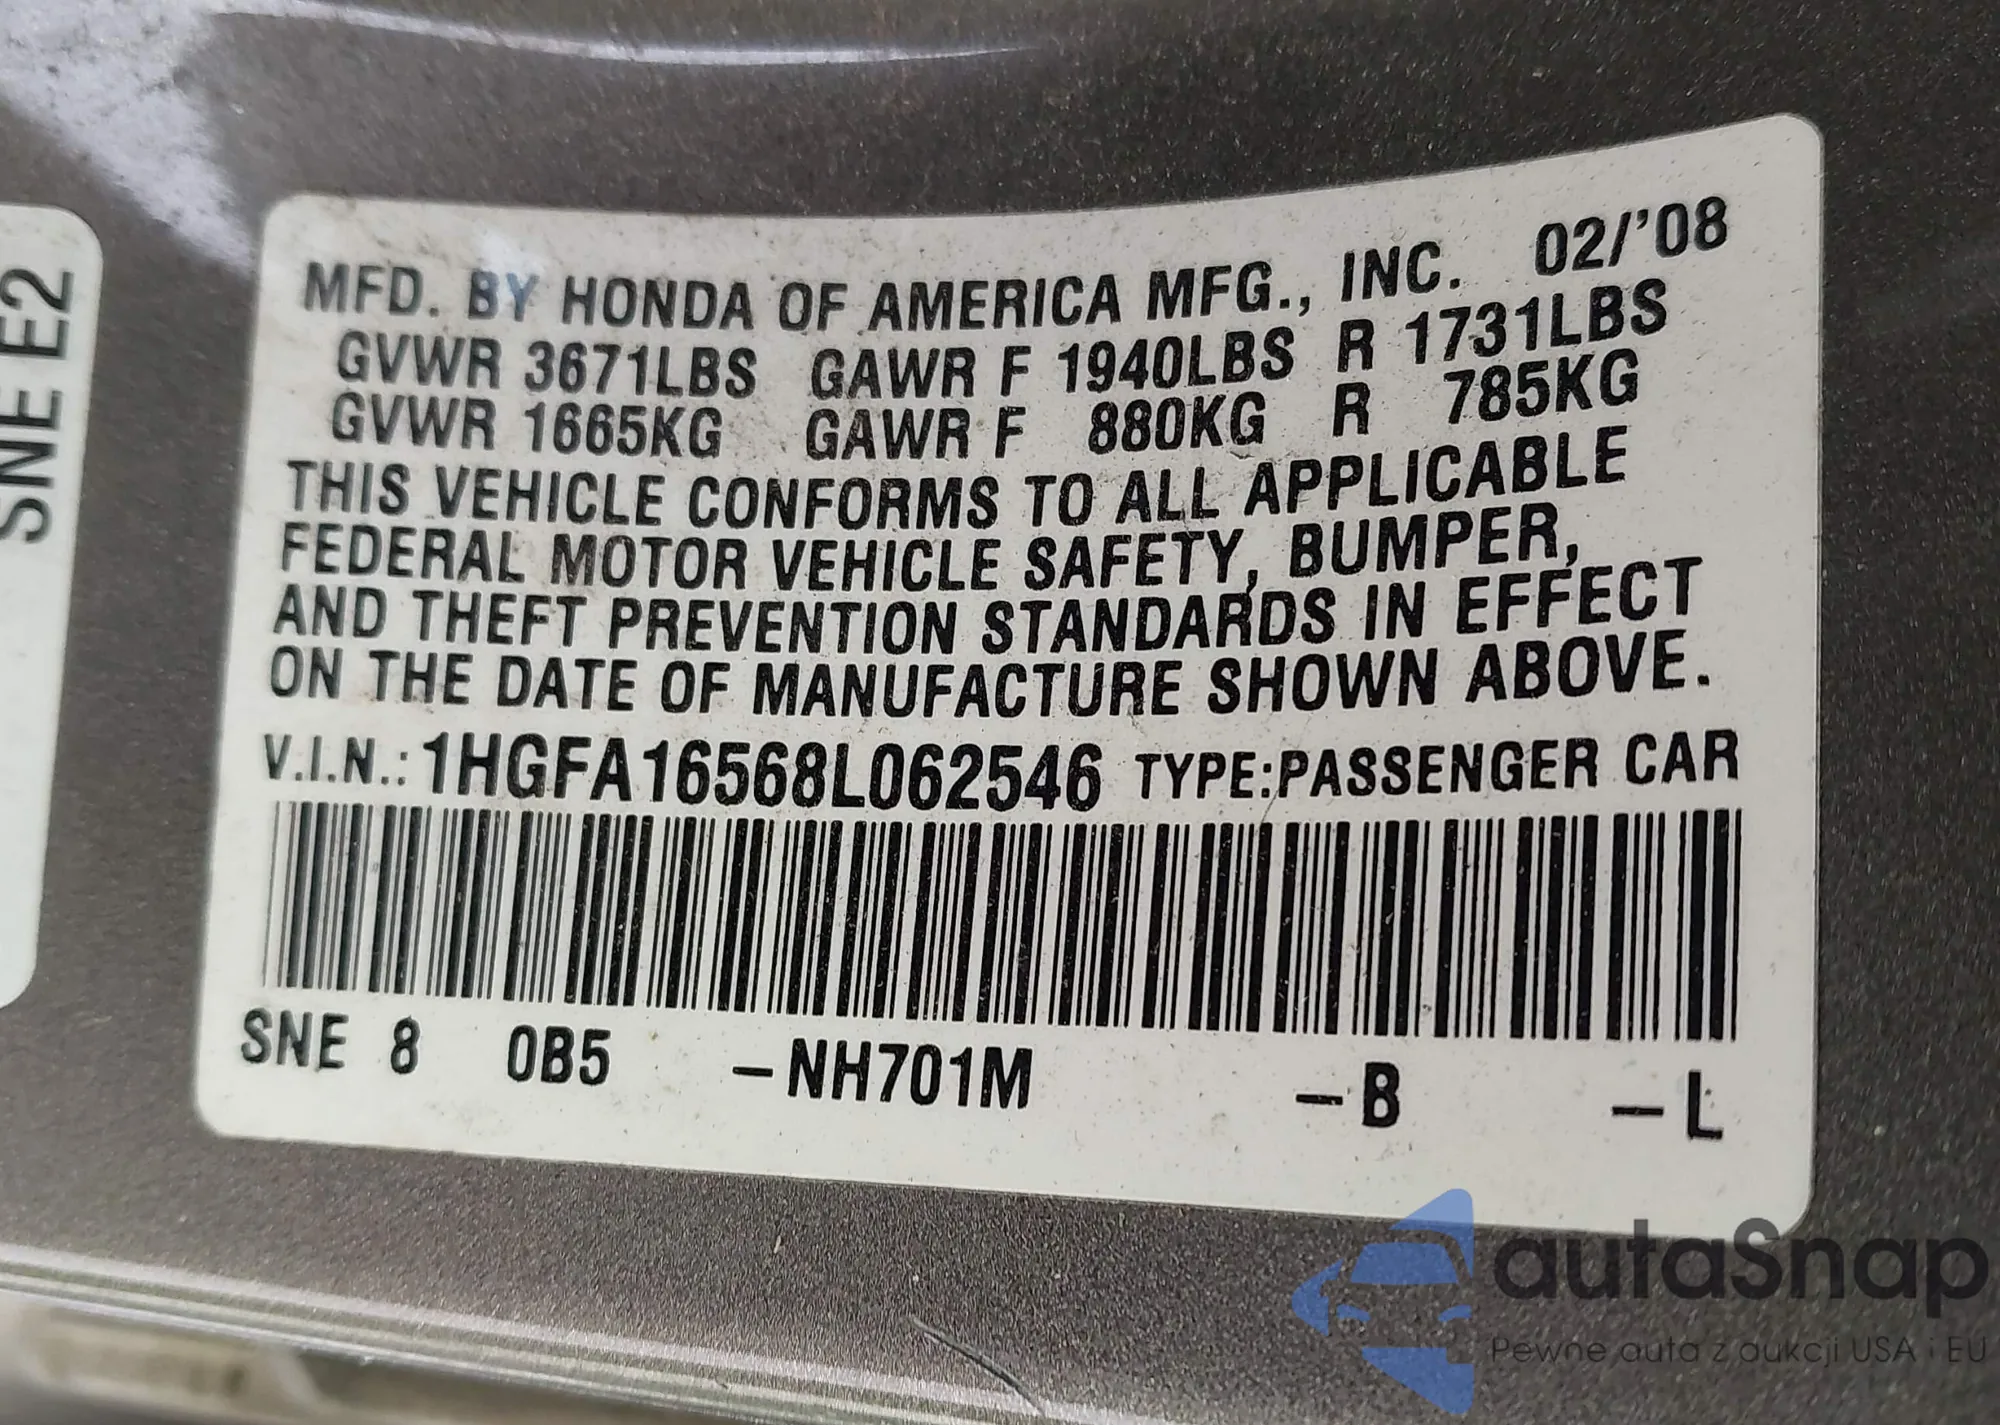 SNE E2
MFD. BY HONDA OF AMERICA MFG., INC. 02/'08
GVWR 3671LBS GAWR F 1940LBS R 1731LBS
GVWR 1665KG GAWR F 880KG R 785KG
THIS VEHICLE CONFORMS TO ALL APPLICABLE
FEDERAL MOTOR VEHICLE SAFETY, BUMPER,
AND THEFT PREVENTION STANDARDS IN EFFECT
ON THE DATE OF MANUFACTURE SHOWN ABOVE.
V.I.N.: 1HGFA16568L062546 TYPE:PASSENGER CAR
SNE 8 0B5 –NH701M –B –L
autaSnap
Pewne auta z aukcji USA i EU